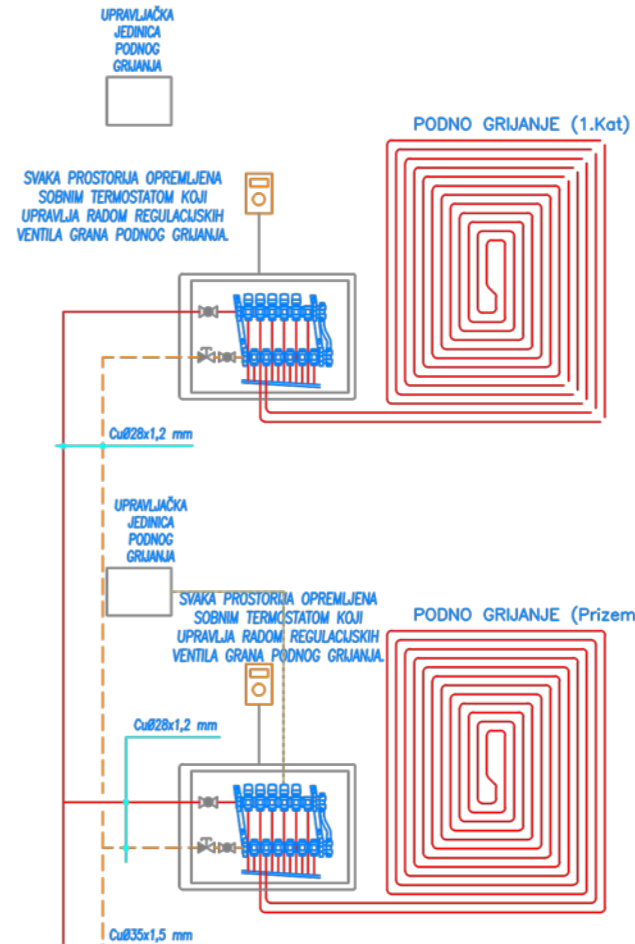 UPRAVLJAČKA
JEDINICA
PODNOG
GRIJANJA
PODNO GRIJANJE (1.Kat)
SVAKA PROSTORIJA OPREMLJENA
SOBNIM TERMOSTATOM KOJI
UPRAVLJA RADOM REGULACIJSKIH
VENTILA GRANA PODNOG GRIJANJA.
CuØ28x1,2 mm
UPRAVLJAČKA
JEDINICA
PODNOG
GRIJANJA
SVAKA PROSTORIJA OPREMLJENA
SOBNIM TERMOSTATOM KOJI
UPRAVLJA RADOM REGULACIJSKIH
VENTILA GRANA PODNOG GRIJANJA.
PODNO GRIJANJE (Prizem
CuØ28x1,2 mm
CuØ35x1,5 mm